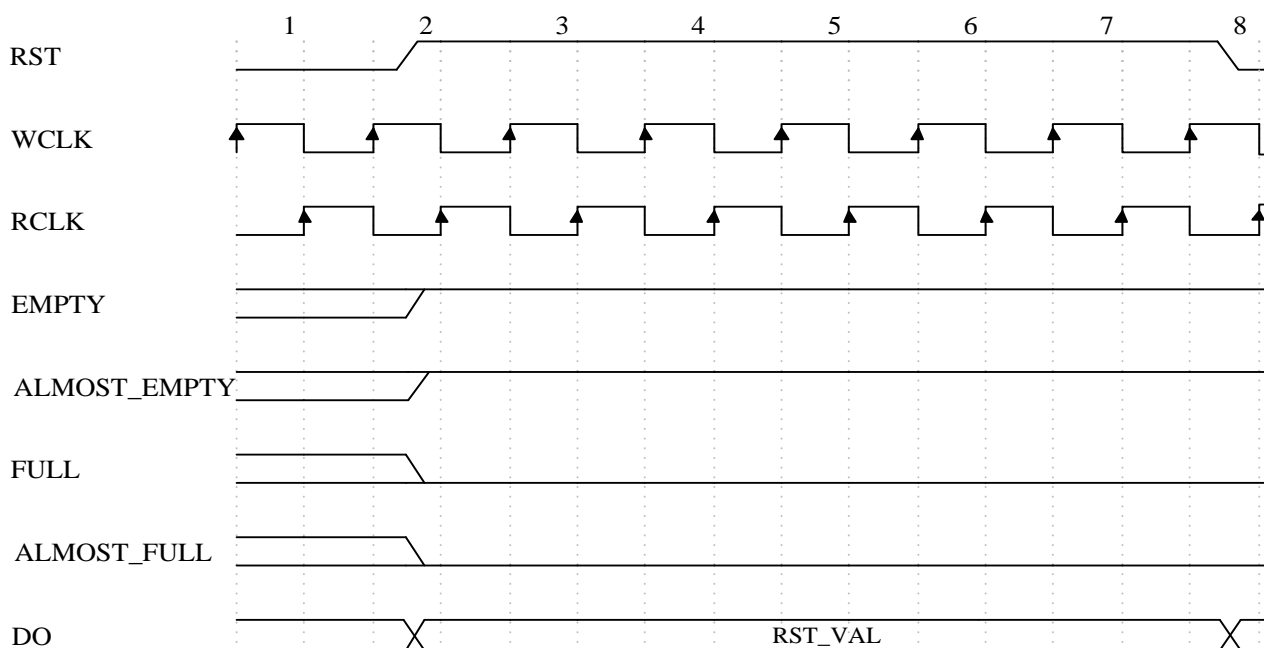 1 2 3 4 5 6 7 8
RST
WCLK
RCLK
EMPTY
ALMOST_EMPTY
FULL
ALMOST_FULL
DO RST_VAL